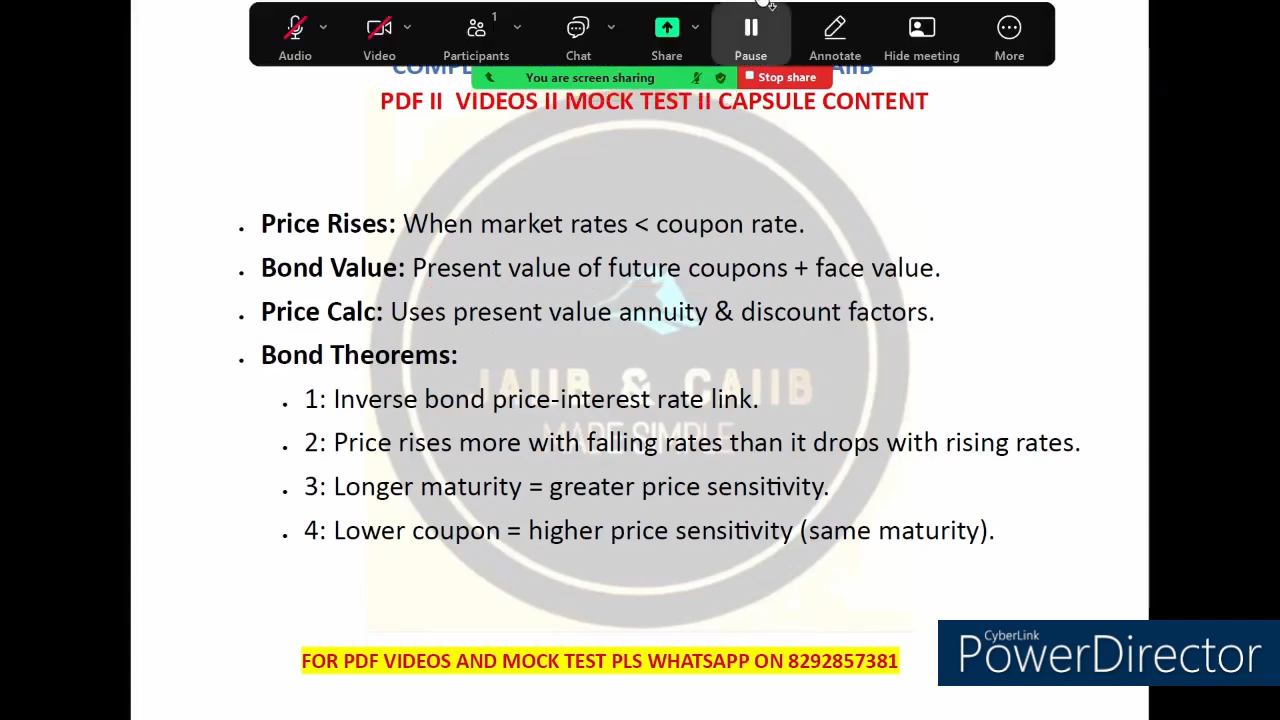 1
Audio
Video
Participants
Chat
Share
Pause
Annotate
Hide meeting
More
You are screen sharing
Stop share
PDF II VIDEOS II MOCK TEST II CAPSULE CONTENT
• Price Rises: When market rates < coupon rate.
• Bond Value: Present value of future coupons + face value.
• Price Calc: Uses present value annuity & discount factors.
• Bond Theorems:
• 1: Inverse bond price-interest rate link.
• 2: Price rises more with falling rates than it drops with rising rates.
• 3: Longer maturity = greater price sensitivity.
• 4: Lower coupon = higher price sensitivity (same maturity).
JAIIB & CAIIB
MADE SIMPLE
FOR PDF VIDEOS AND MOCK TEST PLS WHATSAPP ON 8292857381
CyberLink
PowerDirector